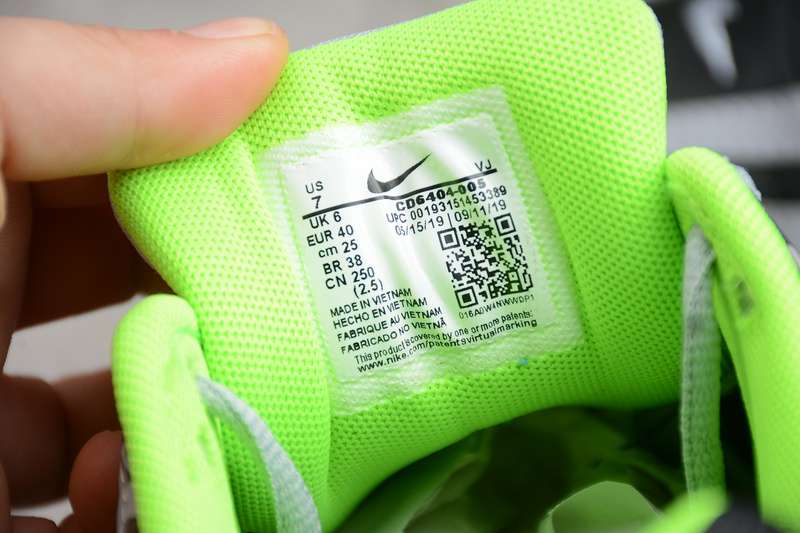 US
7
UK 6
EUR 40
cm 25
BR 38
CN 250
(2.5)
VJ
CD6404-005
UPC 00193151453389
05/15/19 | 09/11/19
MADE IN VIETNAM
HECHO EN VIETNAM
FABRIQUE AU VIETNAM
FABRICADO NO VIETNÃ
This product is covered by one or more patents:
www.nike.com/patentsvirtualmarking